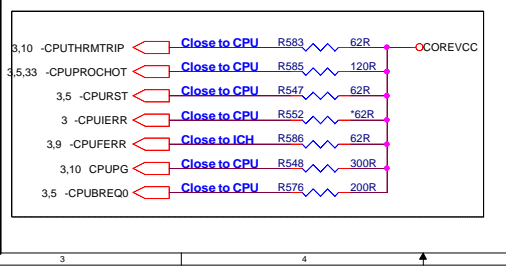 3,10 -CPUTHRMTRIP Close to CPU R583 62R COREVCC
3,5,33 -CPUPROCHOT Close to CPU R585 120R
3,5 -CPURST Close to CPU R547 62R
3 -CPUIERR Close to CPU R552 *62R
3,9 -CPUFERR Close to ICH R586 62R
3,10 CPUPG Close to CPU R548 300R
3,5 -CPUBREQ0 Close to CPU R576 200R
3 4